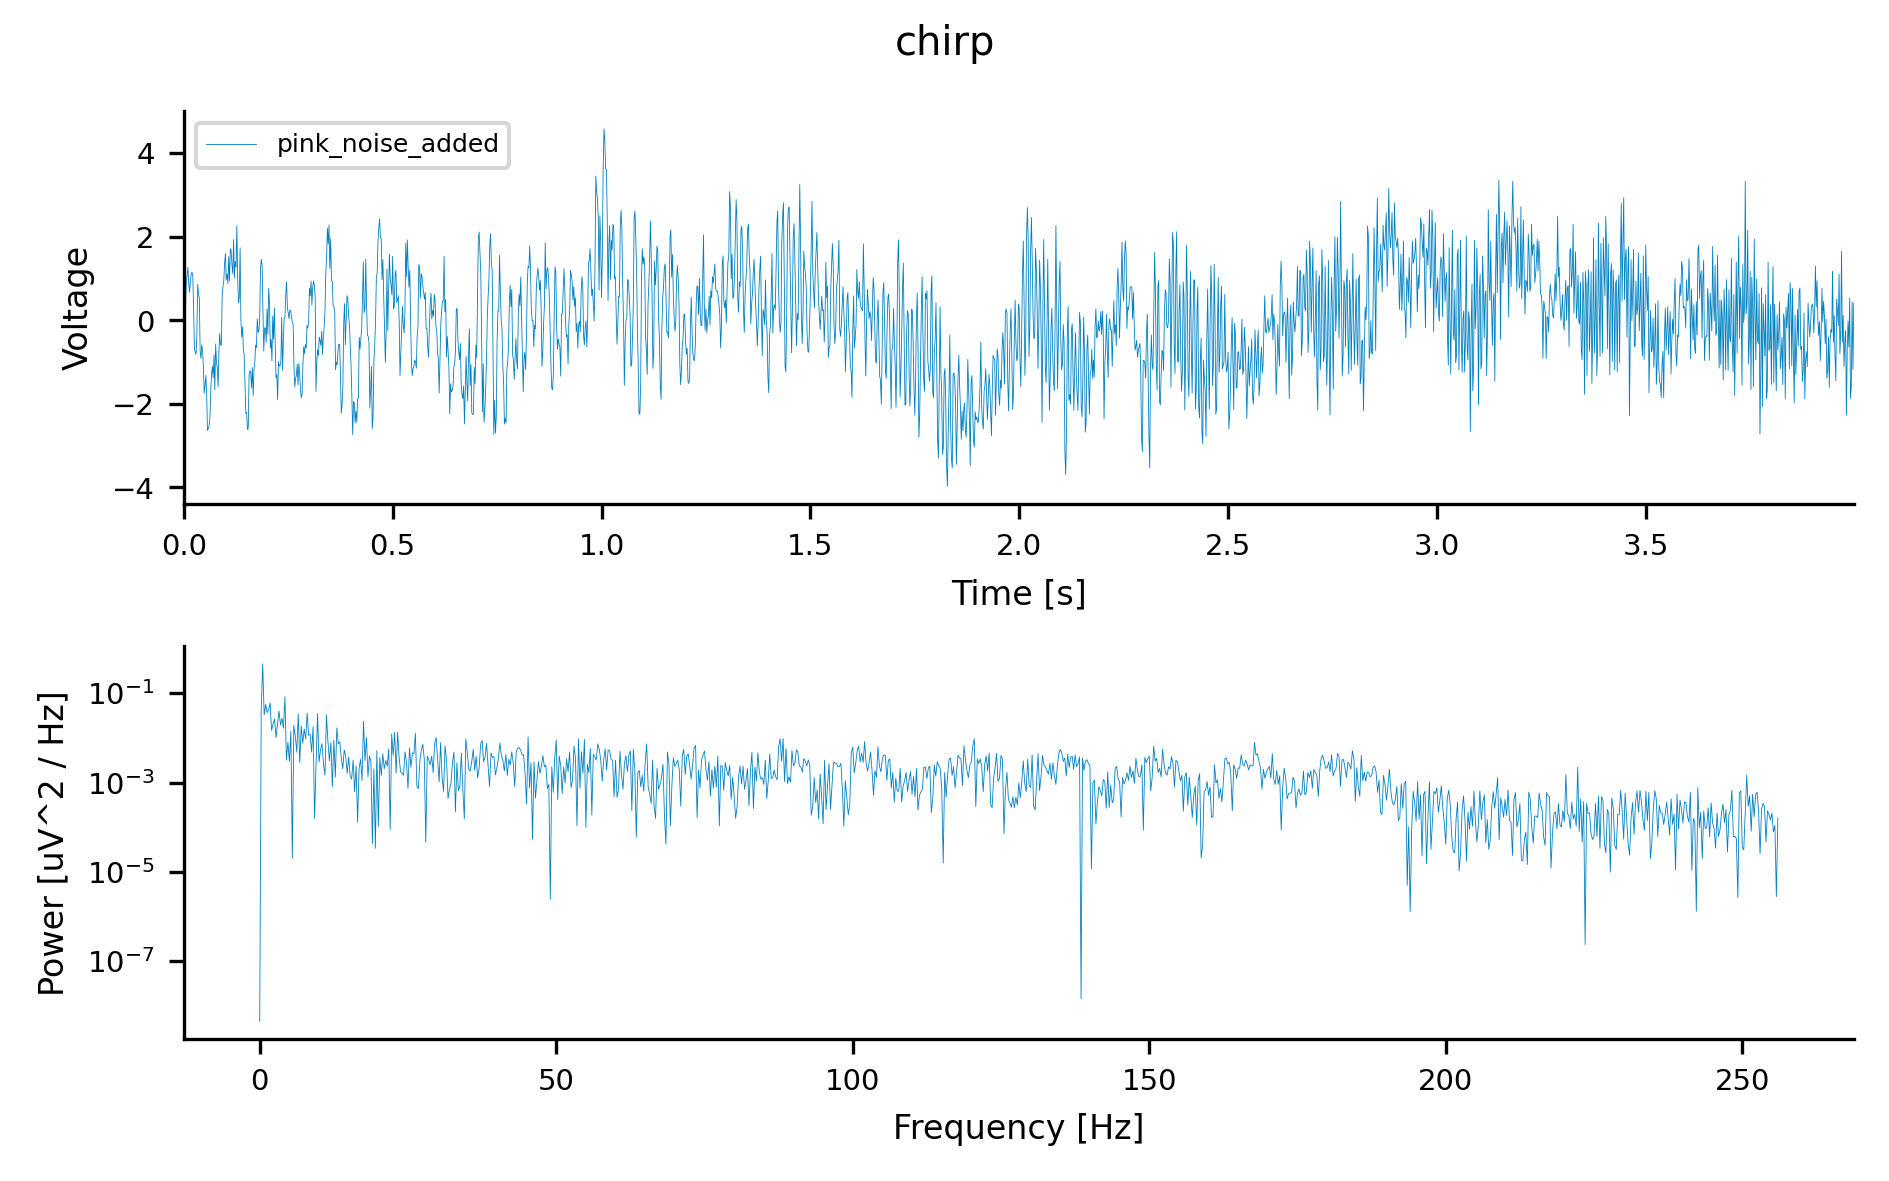 chirp
pink_noise_added
Voltage
4
2
0
−2
−4
0.0 0.5 1.0 1.5 2.0 2.5 3.0 3.5
Time [s]
Power [uV^2 / Hz]
10⁻¹
10⁻³
10⁻⁵
10⁻⁷
0 50 100 150 200 250
Frequency [Hz]